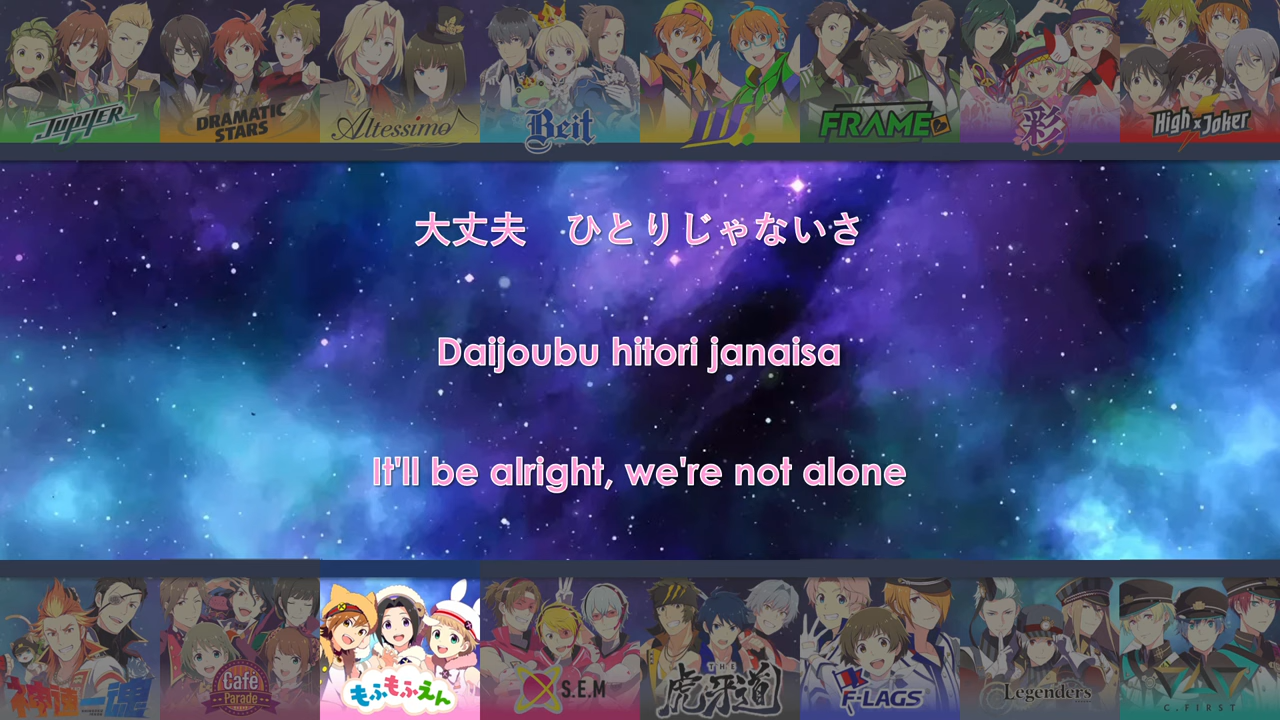 JUPITER
DRAMATIC
STARS
Altessimo
Beit
W.
FRAME
彩
High×Joker
大丈夫　ひとりじゃないさ
Daijoubu hitori janaisa
It'll be alright, we're not alone
神速一魂
Café
Parade
もふもふえん
S.E.M
THE
虎牙道
F-LAGS
Legenders
C.FIRST